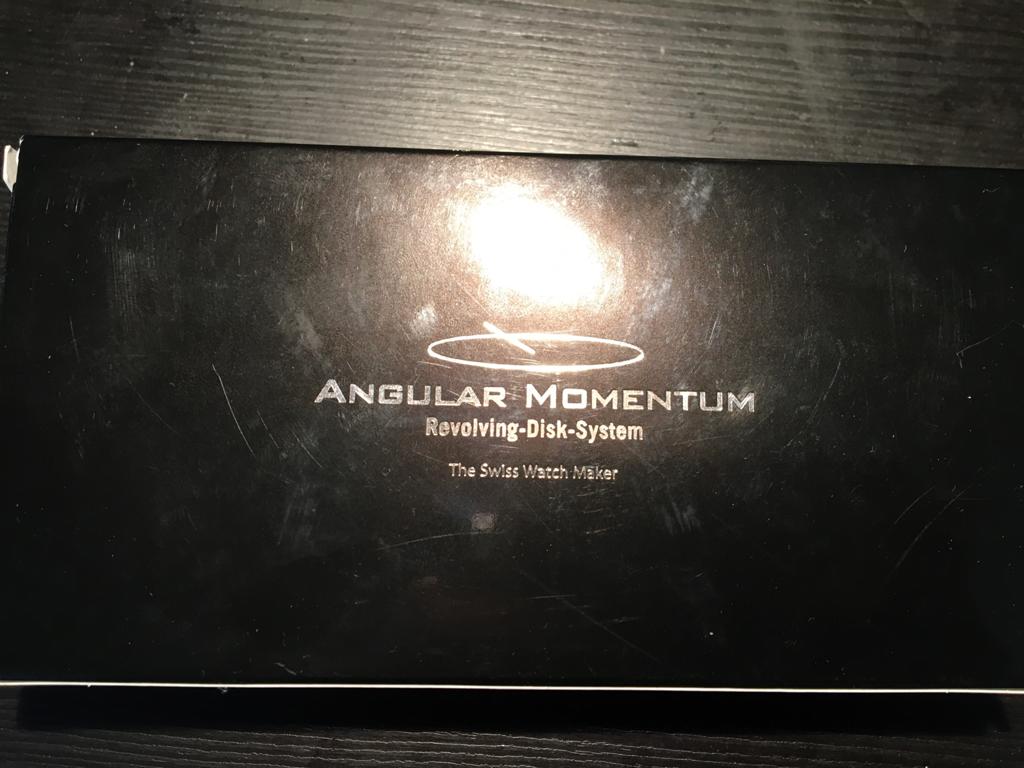 ANGULAR MOMENTUM
Revolving-Disk-System
The Swiss Watch Maker